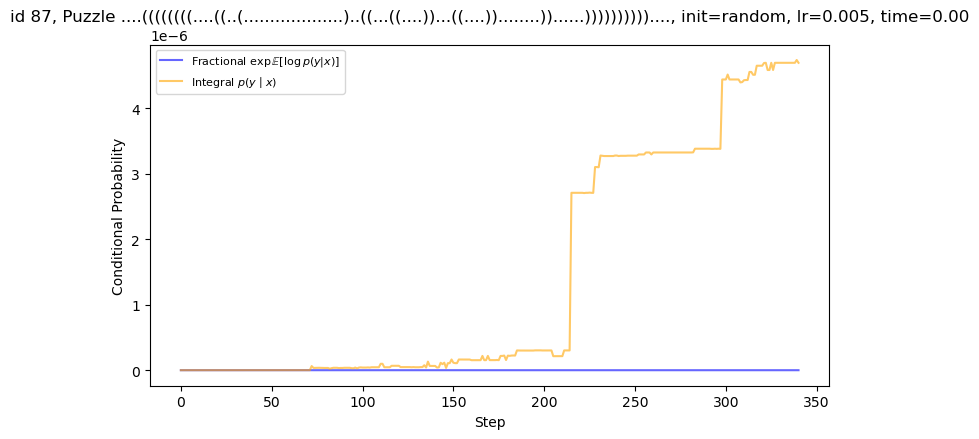 id 87, Puzzle ....((((((((....((..(....................)..((...((....))...((....))........))......))))))))))...., init=random, lr=0.005, time=0.00
1e−6
Fractional exp 𝔼[log p(y|x)]
Integral p(y | x)
4
3
2
1
0
Conditional Probability
0 50 100 150 200 250 300 350
Step